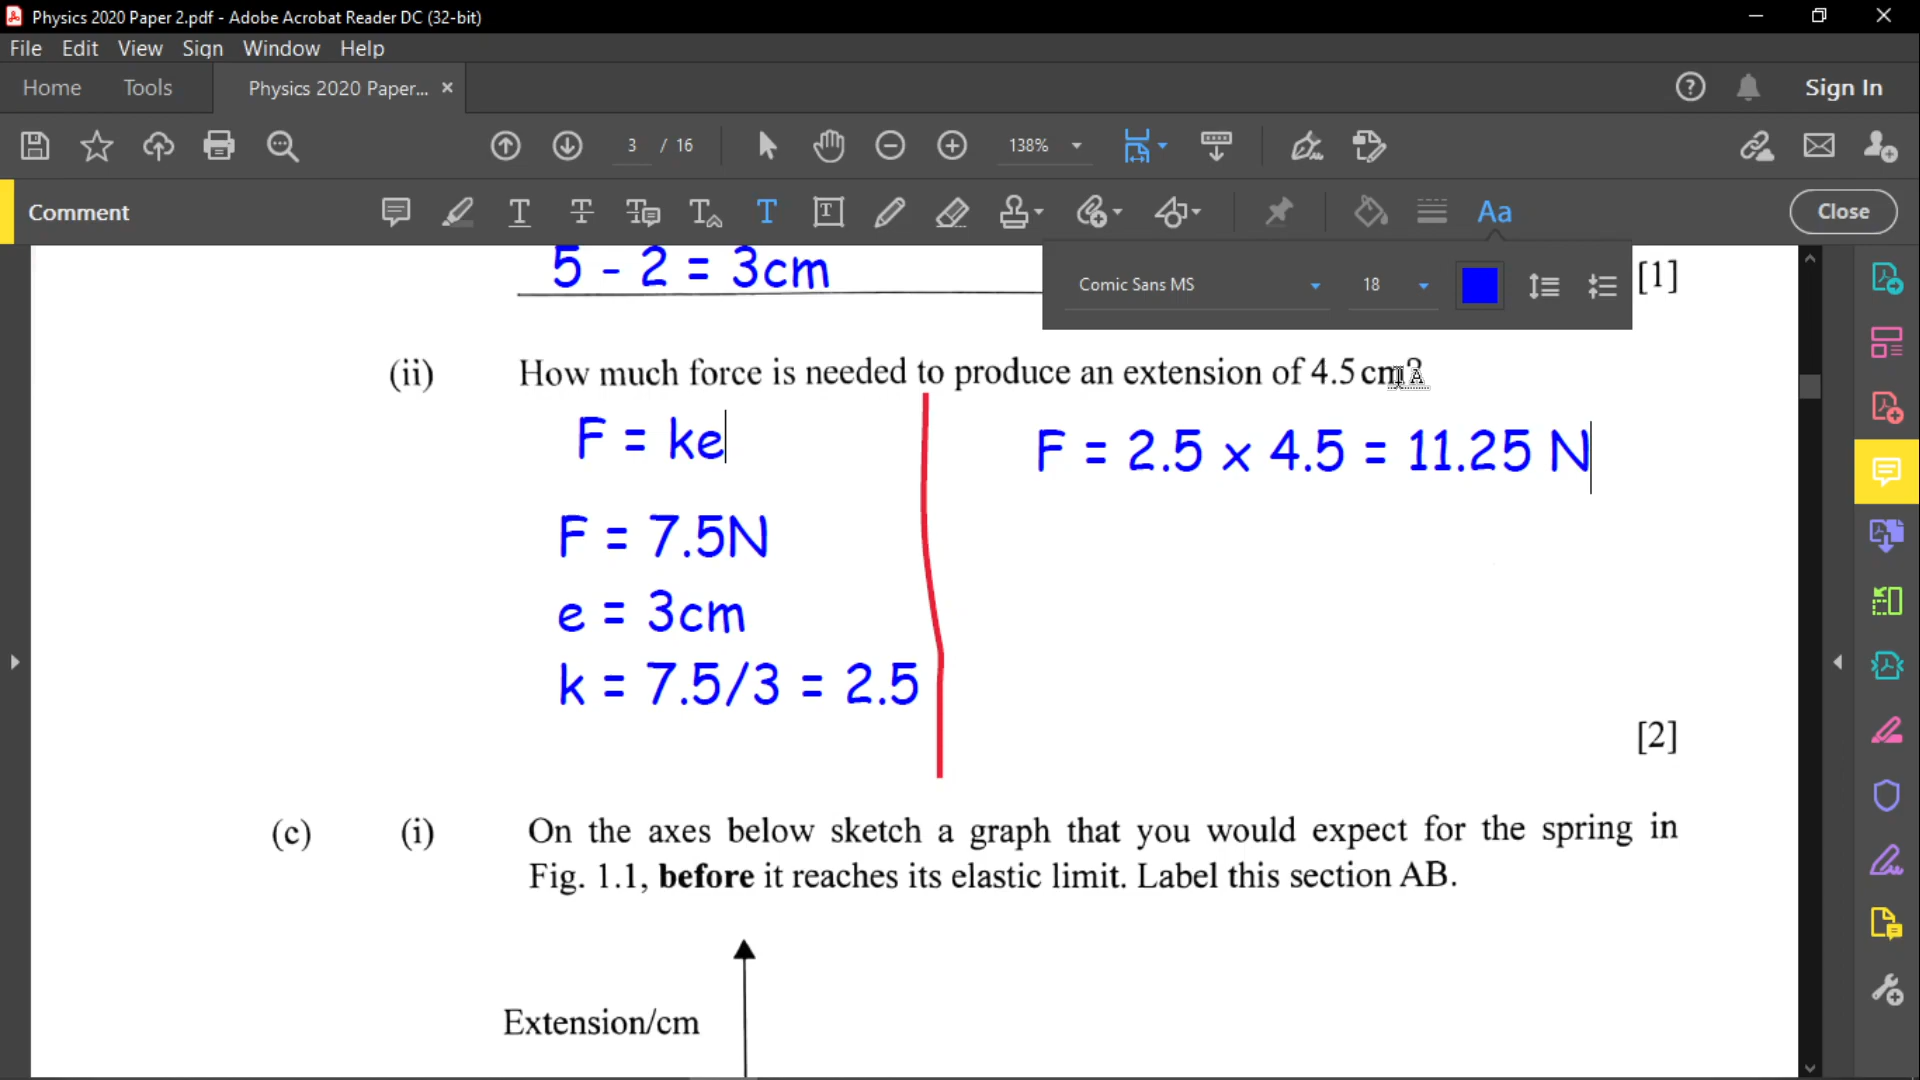 Physics 2020 Paper 2.pdf - Adobe Acrobat Reader DC (32-bit)
File Edit View Sign Window Help
Home Tools Physics 2020 Paper... × Sign In
3 / 16 138%
Comment Close
Comic Sans MS 18
5 - 2 = 3cm [1]
(ii) How much force is needed to produce an extension of 4.5 cm?
F = ke
F = 2.5 x 4.5 = 11.25 N
F = 7.5N
e = 3cm
k = 7.5/3 = 2.5
[2]
(c) (i) On the axes below sketch a graph that you would expect for the spring in
Fig. 1.1, before it reaches its elastic limit. Label this section AB.
Extension/cm